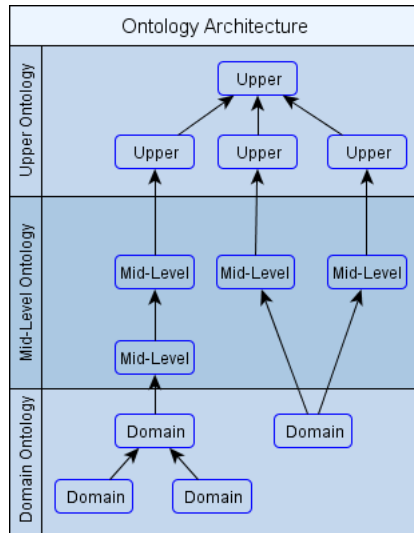 Ontology Architecture
Upper Ontology
Upper
Upper
Upper
Upper
Mid-Level Ontology
Mid-Level
Mid-Level
Mid-Level
Mid-Level
Domain Ontology
Domain
Domain
Domain
Domain